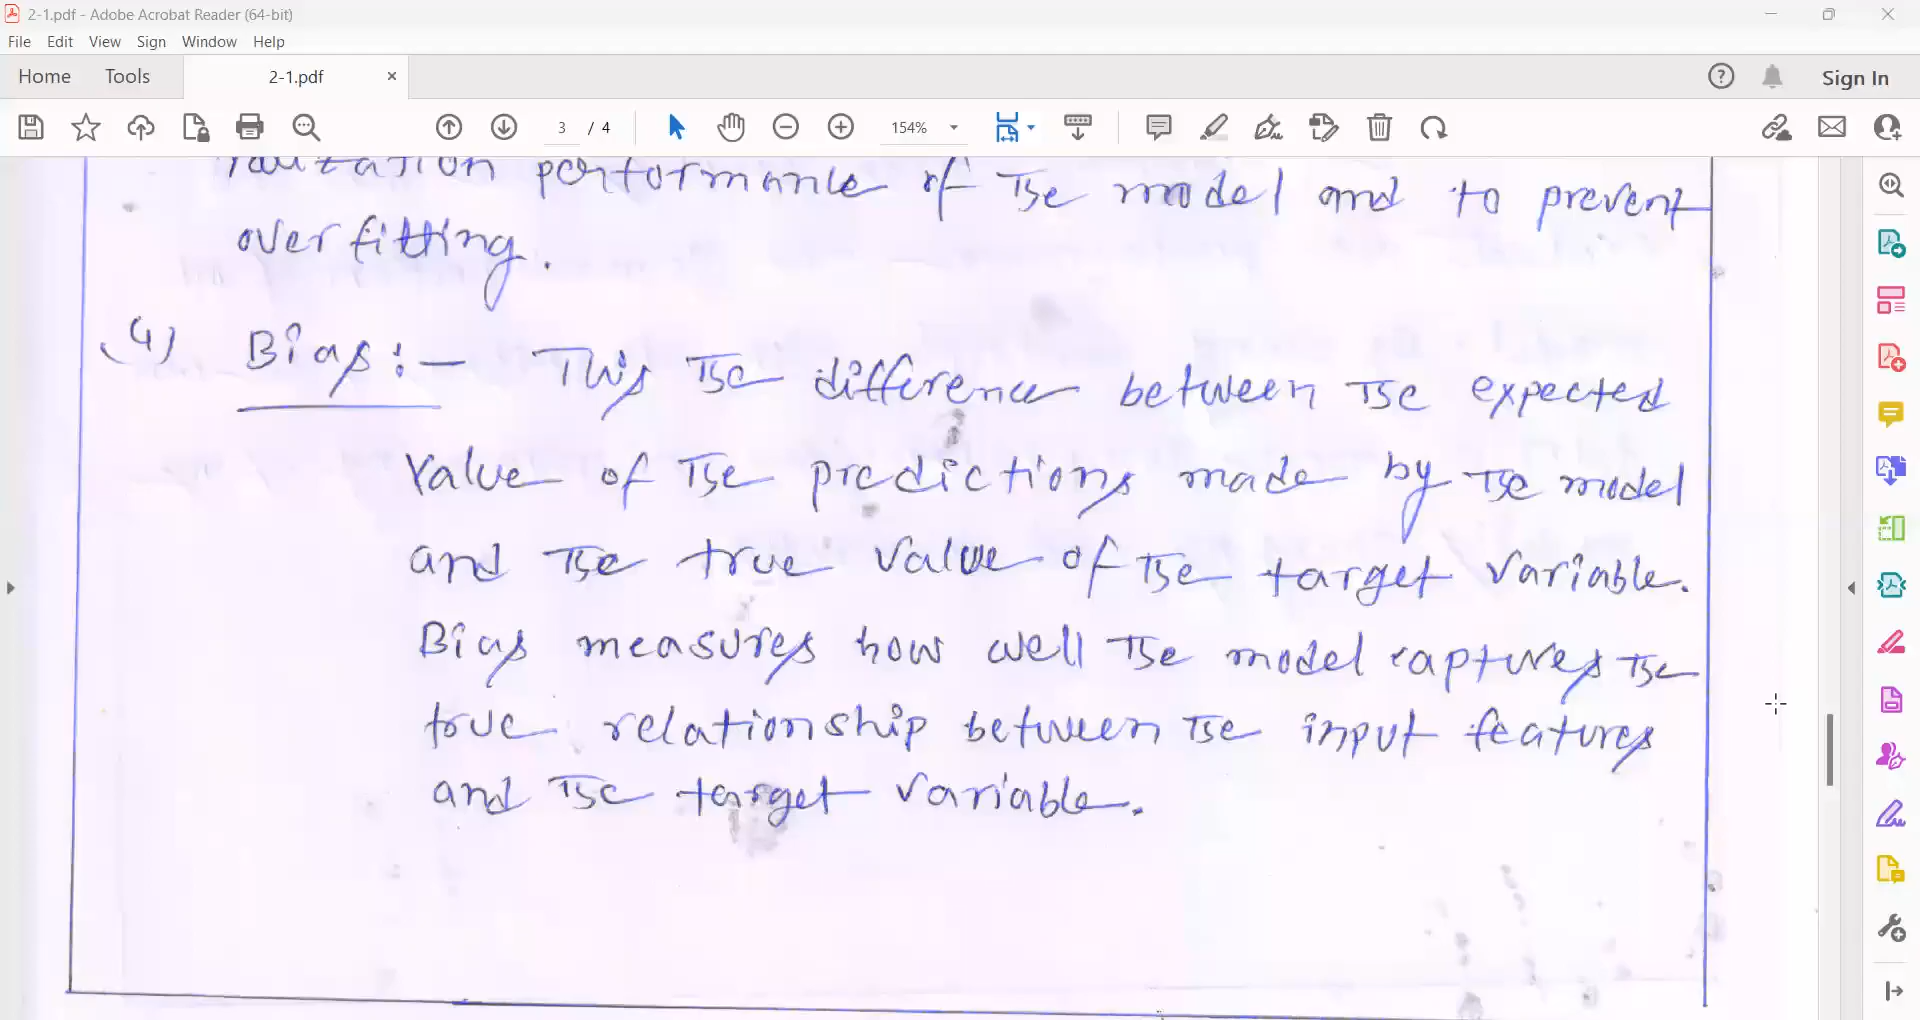 2-1.pdf - Adobe Acrobat Reader (64-bit)
File Edit View Sign Window Help
Home Tools 2-1.pdf × Sign In
3 / 4 154%
performance of the model and to prevent
overfitting.
(4) Bias:- This the difference between the expected
value of the predictions made by the model
and the true value of the target variable.
Bias measures how well the model captures the
true relationship between the input features
and the target variable.